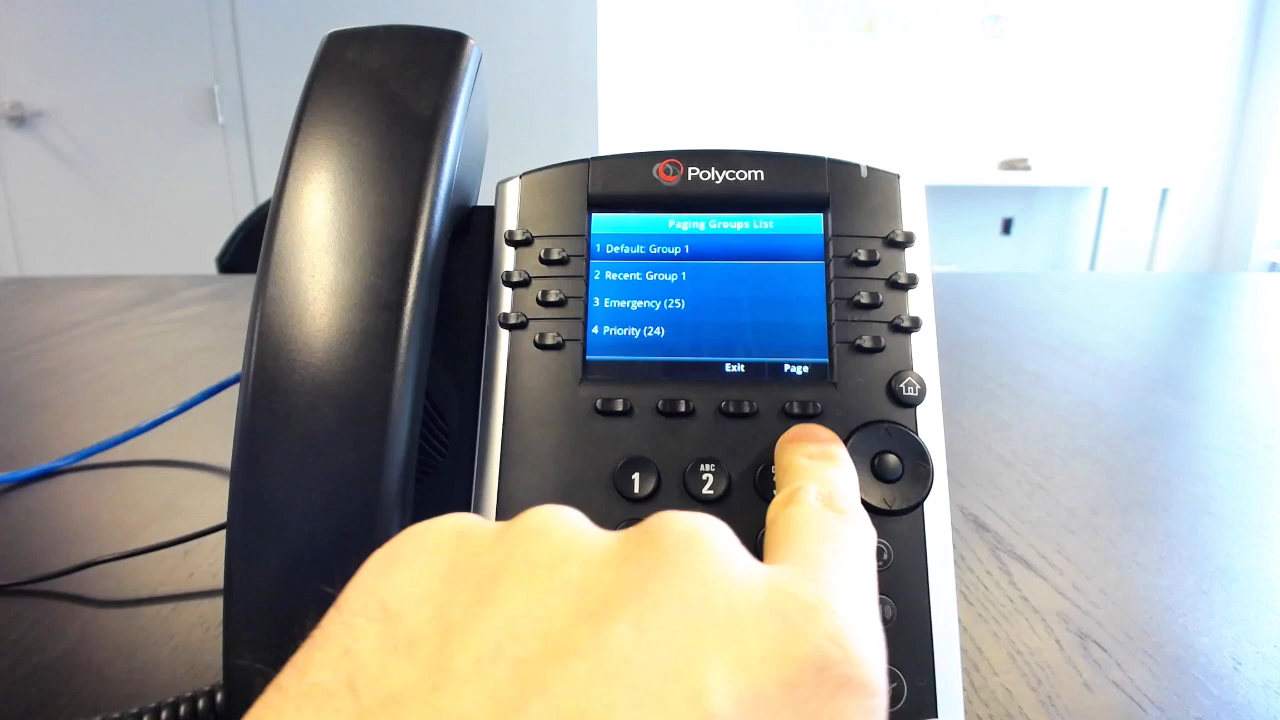 Polycom
Paging Groups List
1 Default: Group 1
2 Recent: Group 1
3 Emergency (25)
4 Priority (24)
Exit Page
1
ABC
2